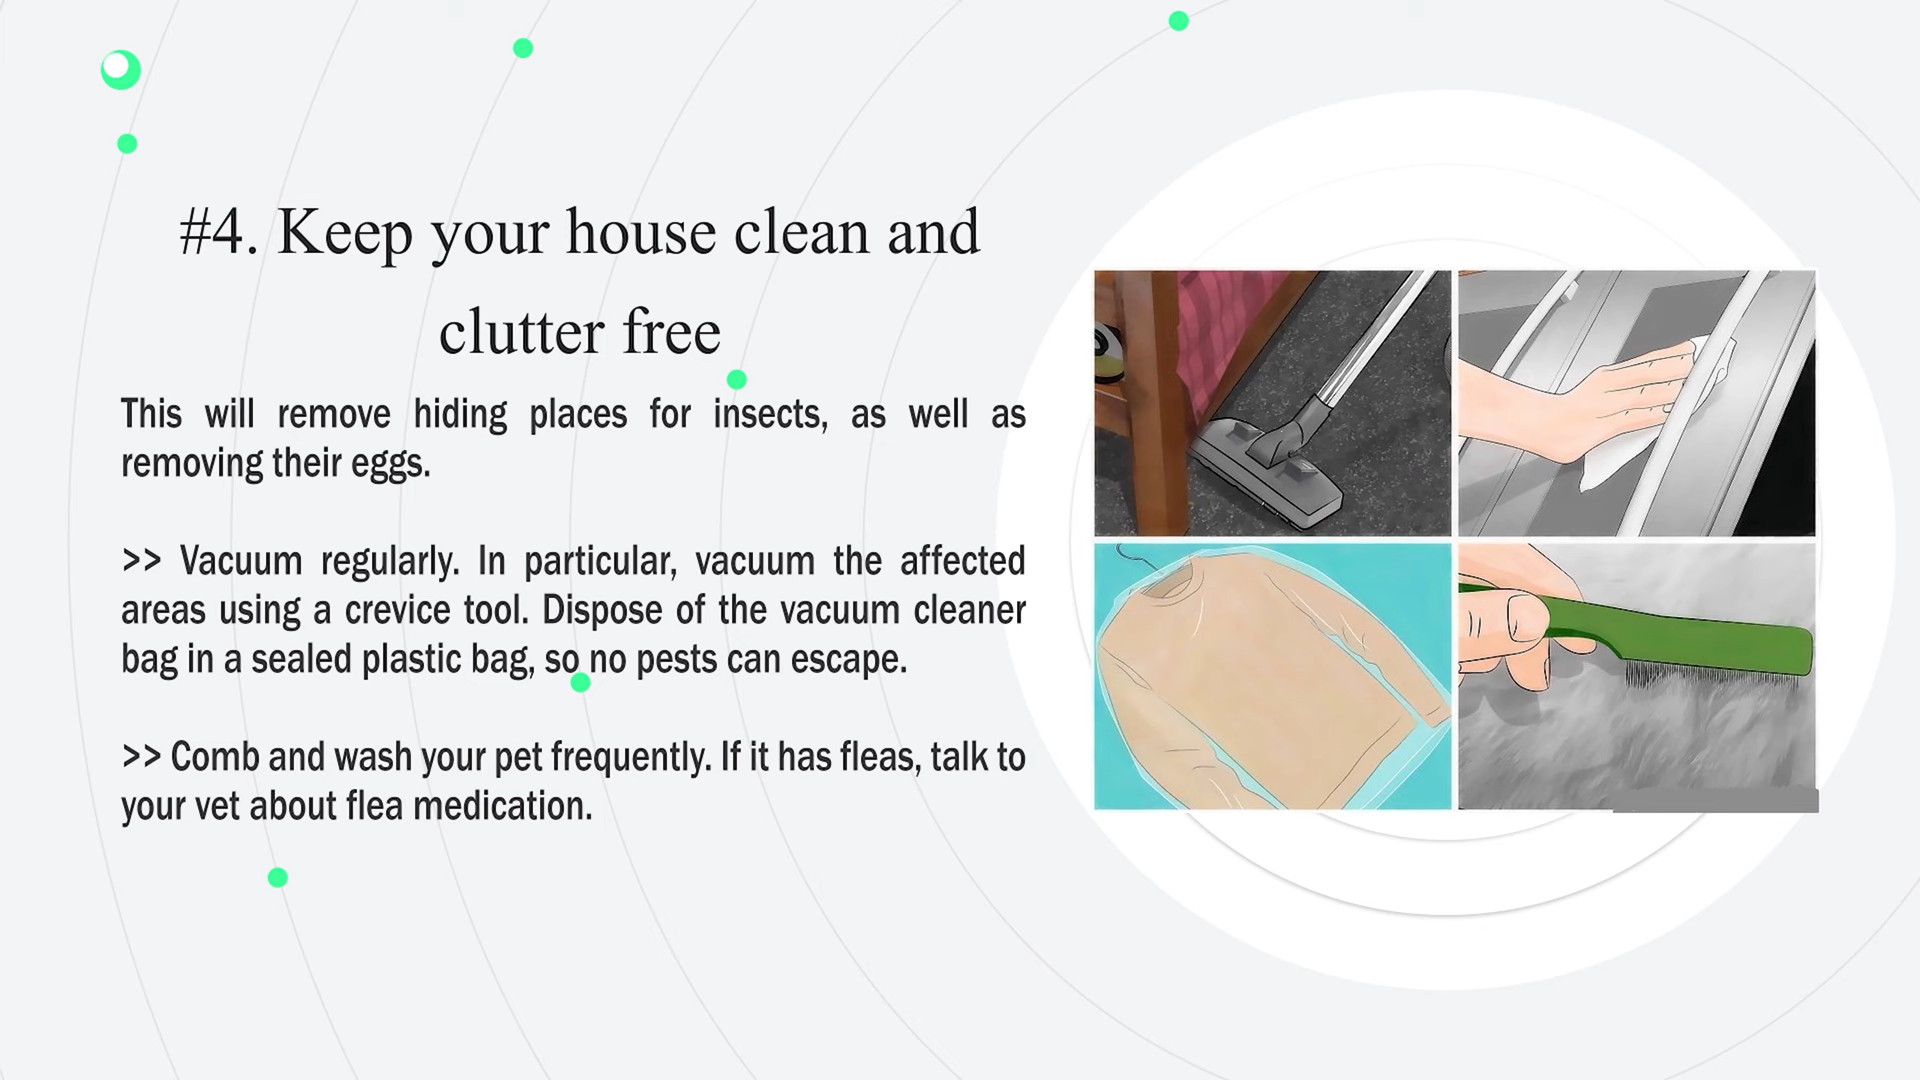 #4. Keep your house clean and
clutter free
This will remove hiding places for insects, as well as
removing their eggs.
>> Vacuum regularly. In particular, vacuum the affected
areas using a crevice tool. Dispose of the vacuum cleaner
bag in a sealed plastic bag, so no pests can escape.
>> Comb and wash your pet frequently. If it has fleas, talk to
your vet about flea medication.